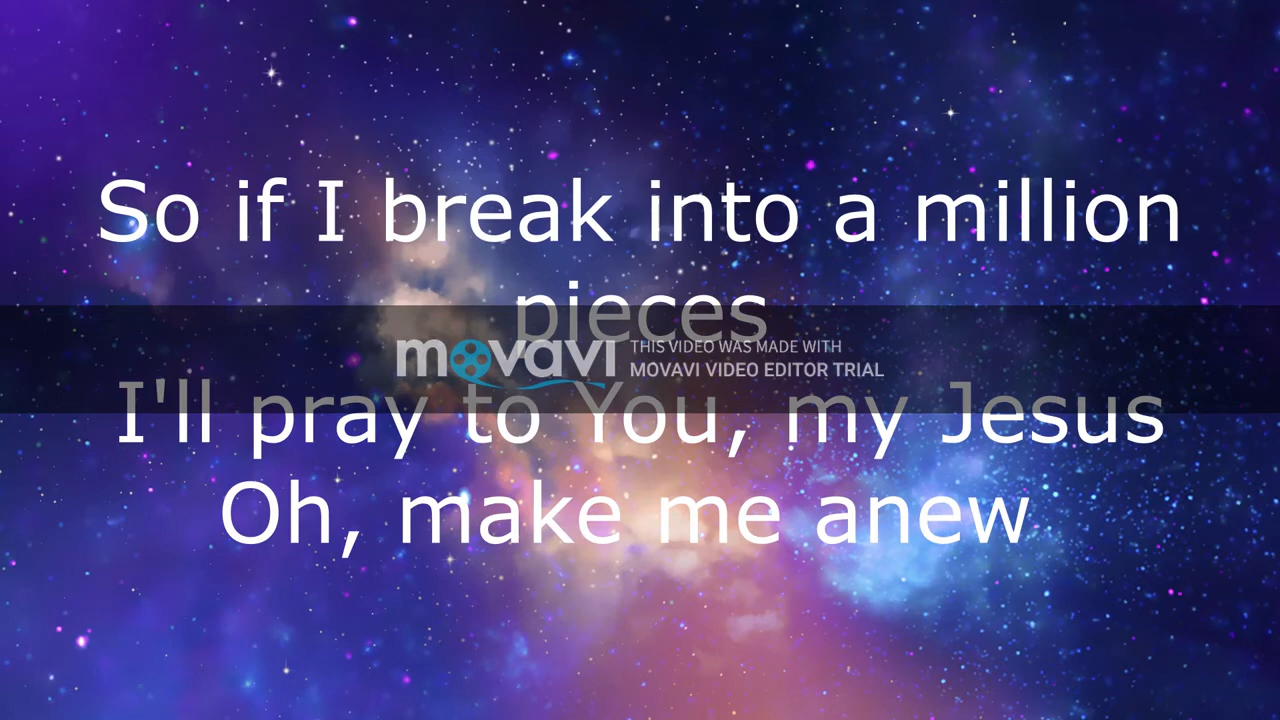 So if I break into a million
pieces
movavi
THIS VIDEO WAS MADE WITH
MOVAVI VIDEO EDITOR TRIAL
I'll pray to You, my Jesus
Oh, make me anew